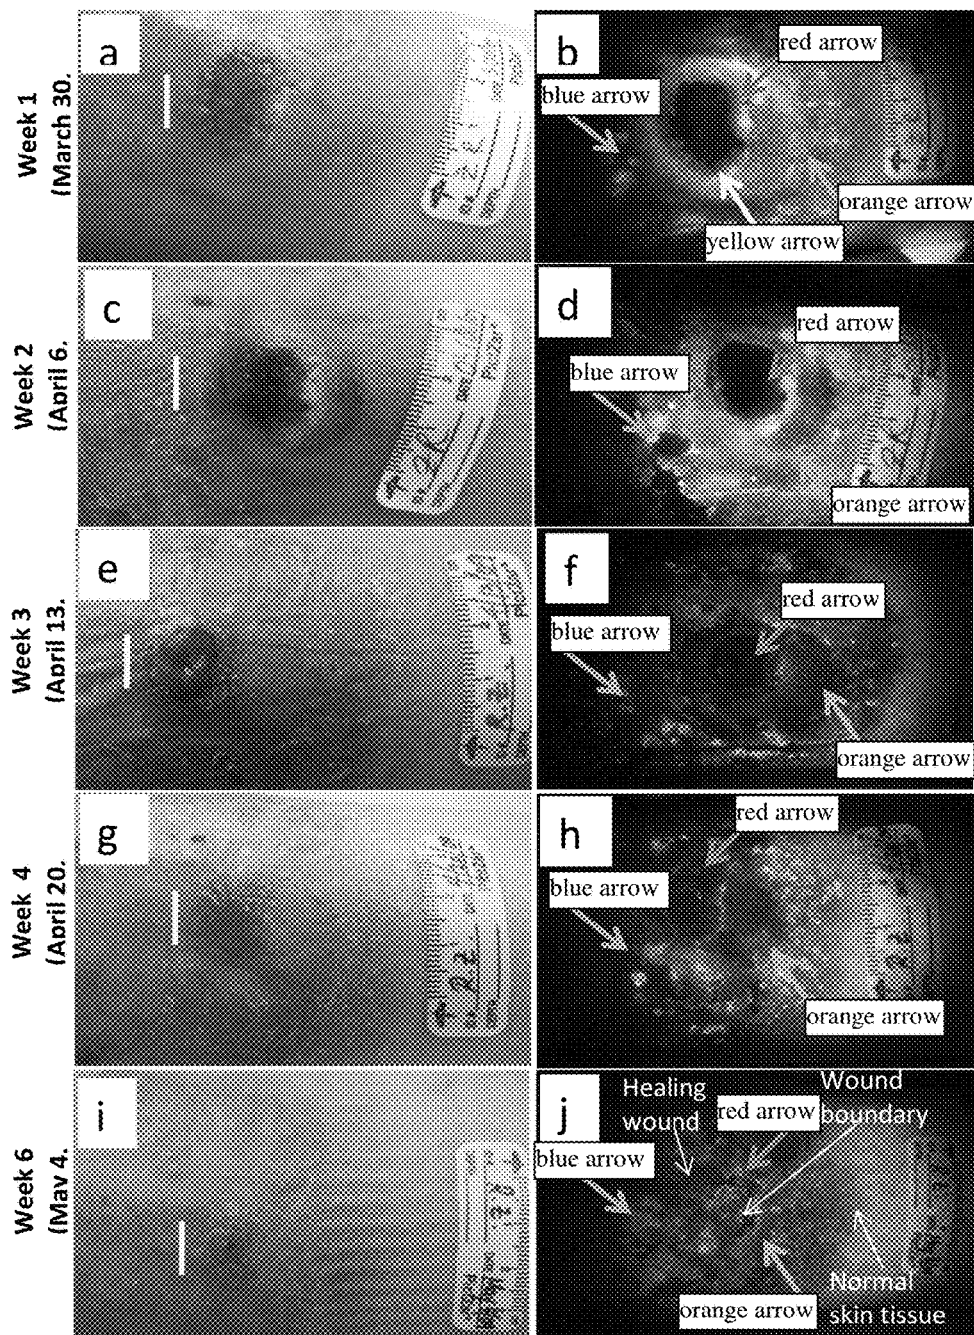 Week 1
(March 30.
a
b
red arrow
blue arrow
orange arrow
yellow arrow
Week 2
(April 6.
c
d
red arrow
blue arrow
orange arrow
Week 3
(April 13.
e
f
red arrow
blue arrow
orange arrow
Week 4
(April 20.
g
h
red arrow
blue arrow
22
22
orange arrow
Week 6
(May 4.
i
j
Healing
wound
Wound
boundary
red arrow
blue arrow
orange arrow
Normal
skin tissue